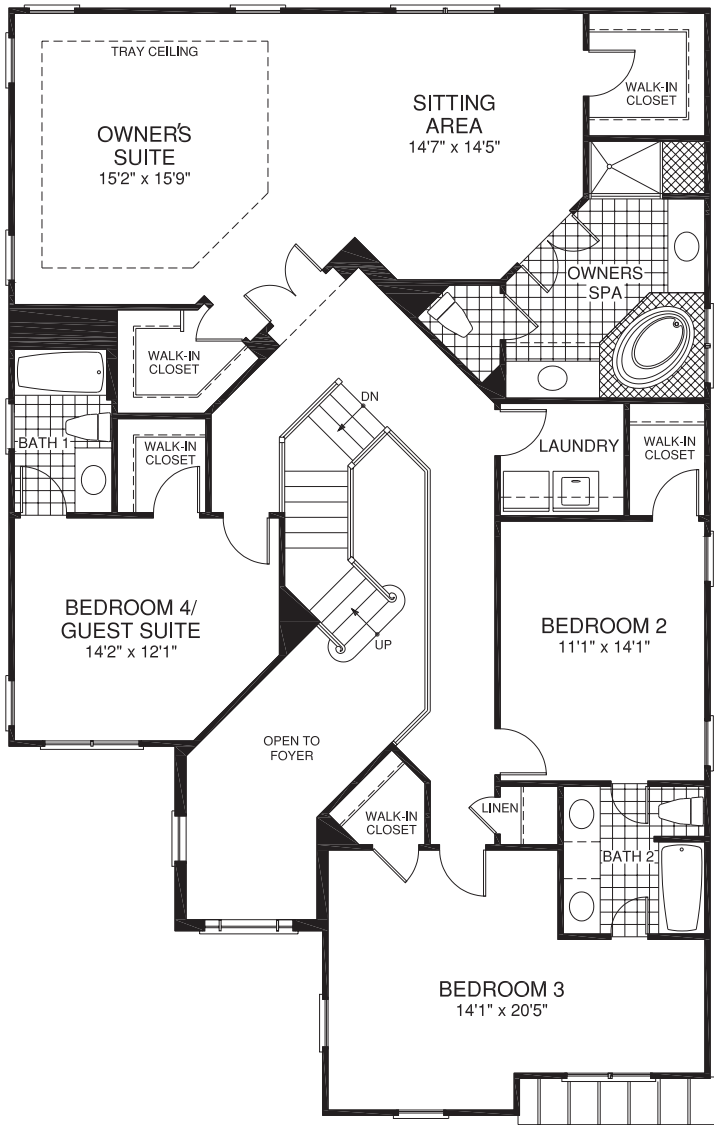 TRAY CEILING
OWNER'S
SUITE
15'2" x 15'9"
SITTING
AREA
14'7" x 14'5"
WALK-IN
CLOSET
OWNERS
SPA
WALK-IN
CLOSET
DN
BATH 1
WALK-IN
CLOSET
LAUNDRY
WALK-IN
CLOSET
BEDROOM 4/
GUEST SUITE
14'2" x 12'1"
UP
BEDROOM 2
11'1" x 14'1"
OPEN TO
FOYER
WALK-IN
CLOSET
LINEN
BATH 2
BEDROOM 3
14'1" x 20'5"